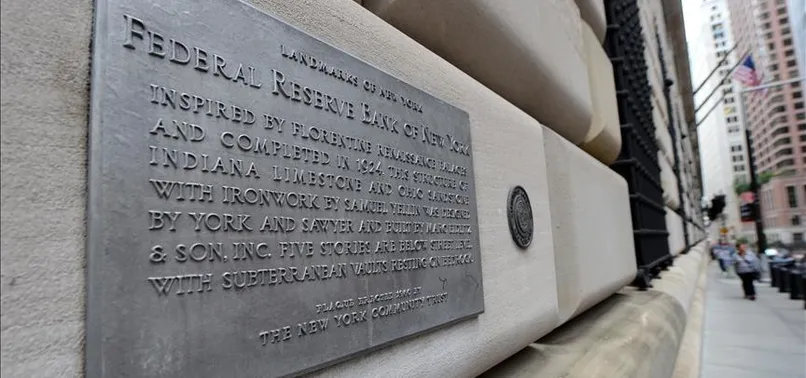 LANDMARKS OF NEW YORK
FEDERAL RESERVE BANK OF NEW YORK
INSPIRED BY FLORENTINE RENAISSANCE PALACES
AND COMPLETED IN 1924, THIS STRUCTURE OF
INDIANA LIMESTONE AND OHIO SANDSTONE
WITH IRONWORK BY SAMUEL YELLIN WAS DESIGNED
BY YORK AND SAWYER AND BUILT BY MARC EIDLITZ
& SON, INC. FIVE STORIES ARE BELOW STREET LEVEL
WITH SUBTERRANEAN VAULTS RESTING ON BEDROCK.
PLAQUE ERECTED BY
THE NEW YORK COMMUNITY TRUST